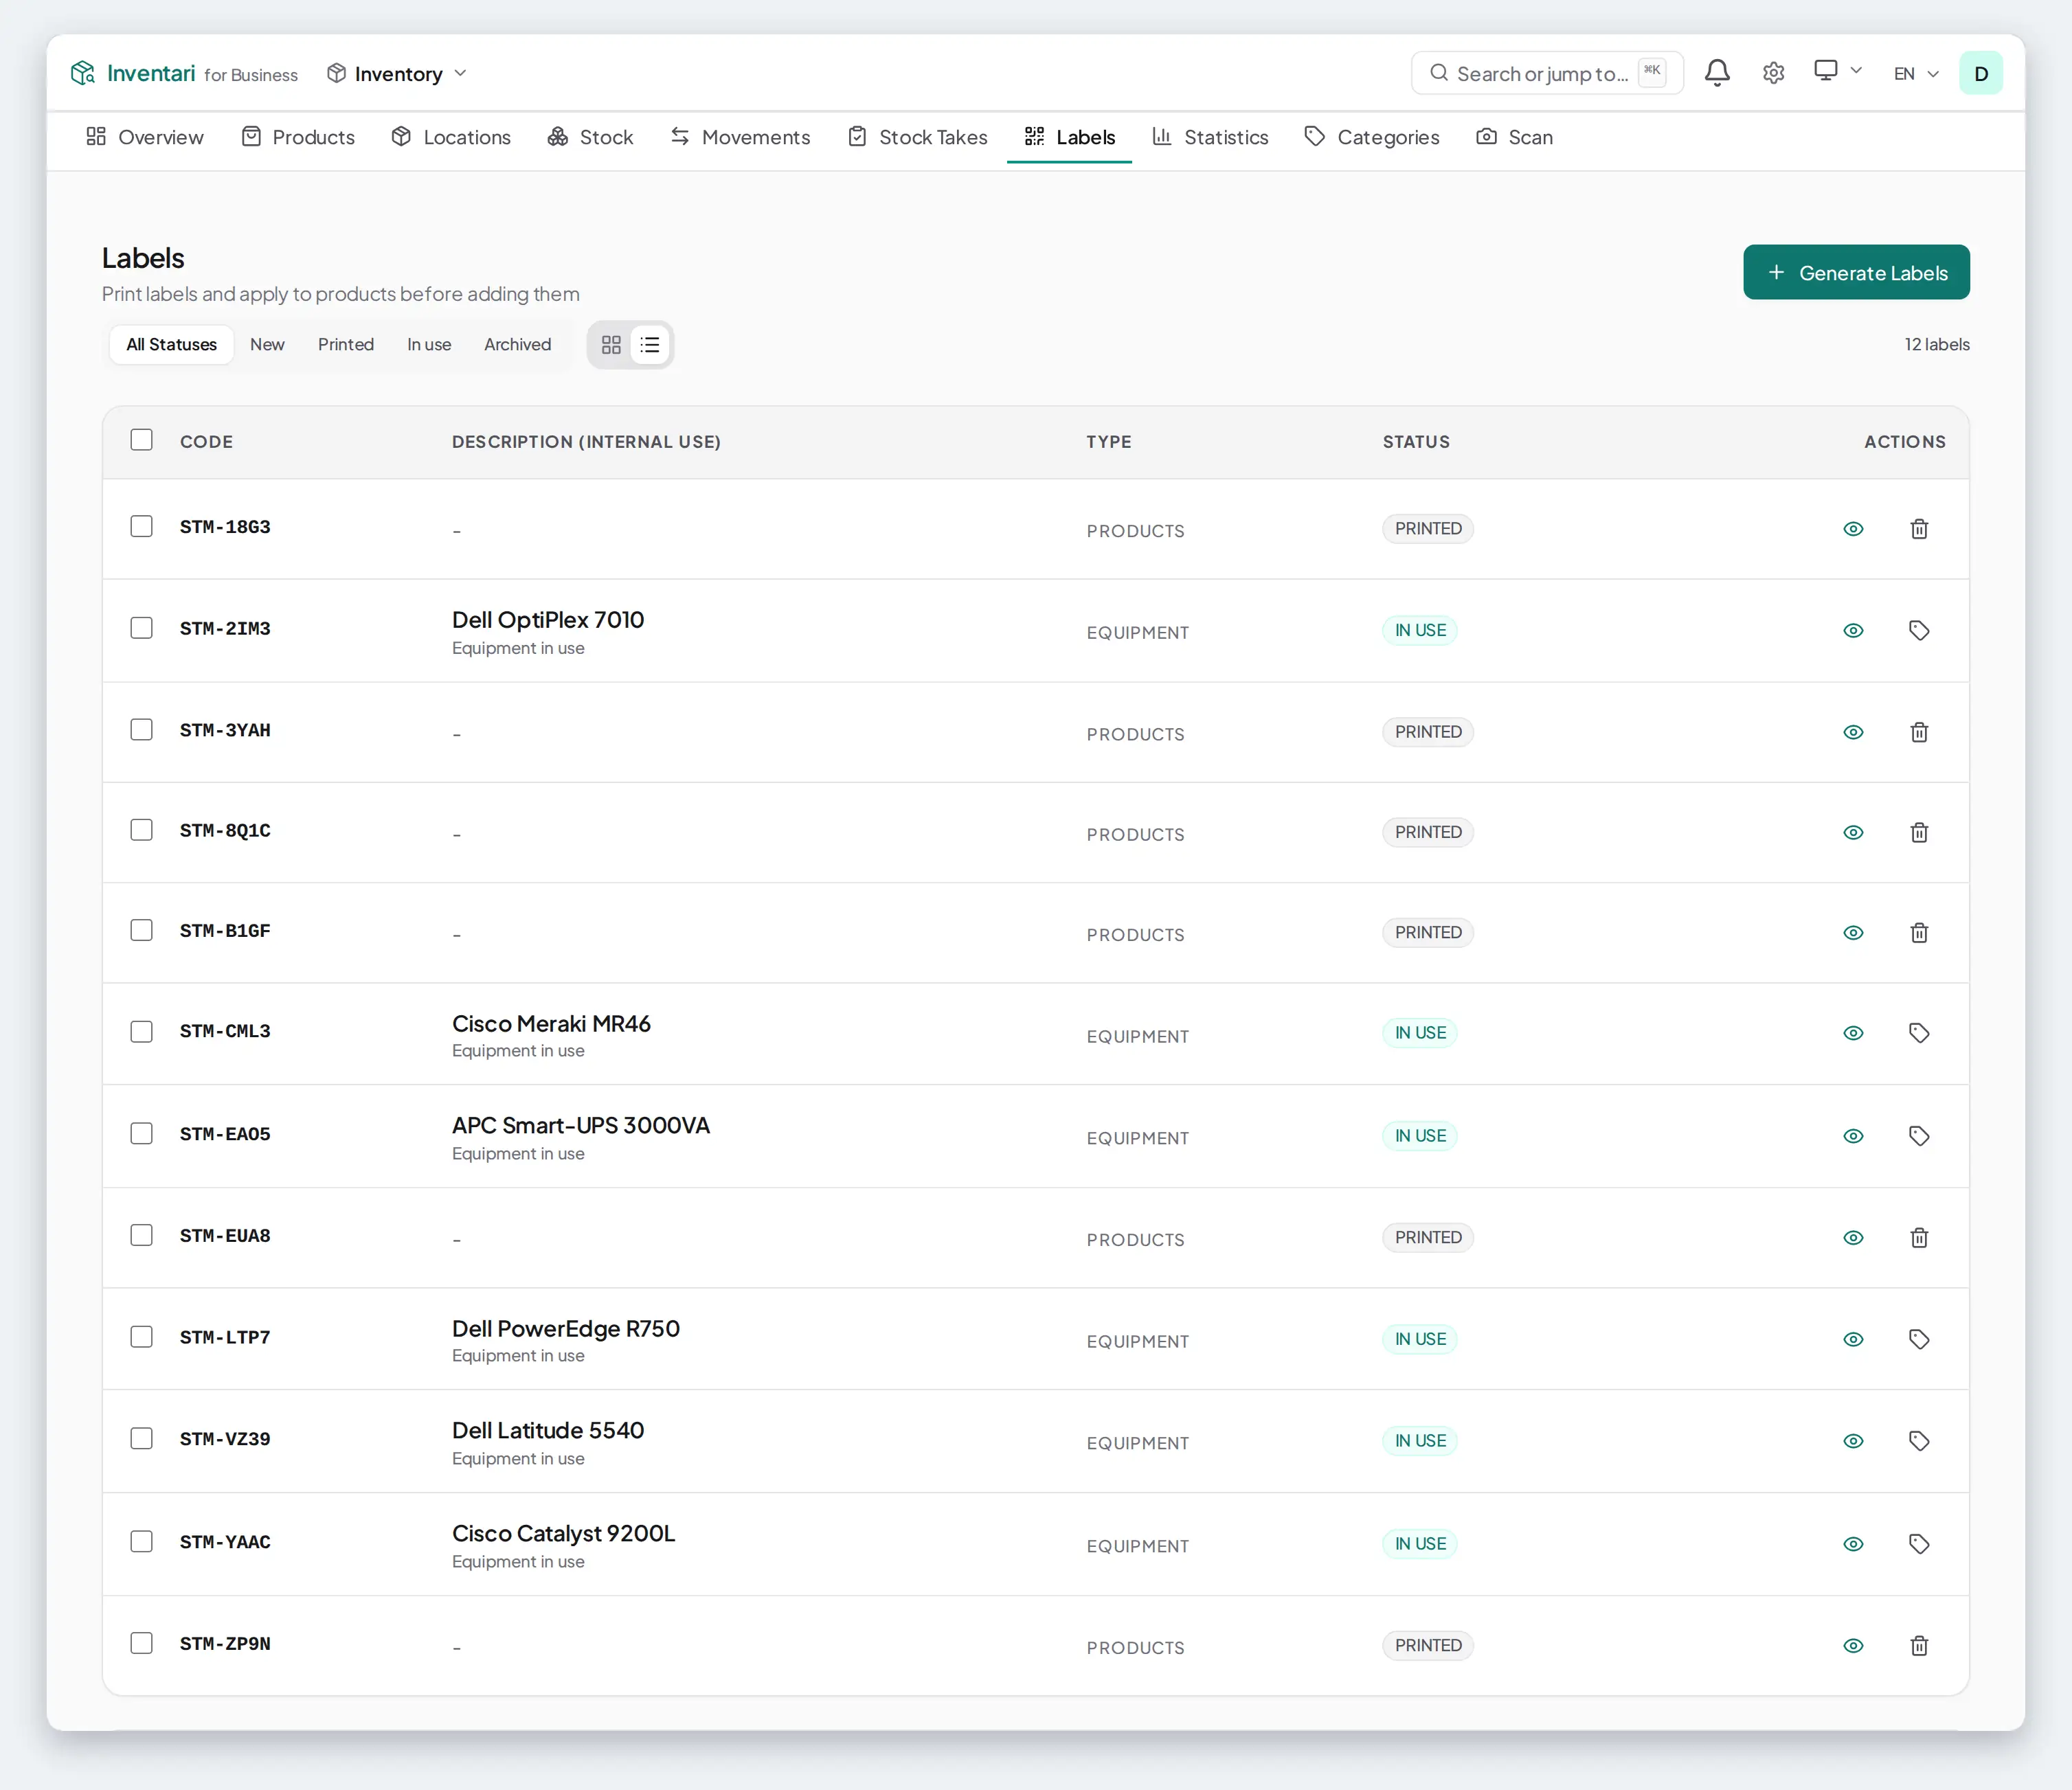 Inventari for Business Inventory Search or jump to... ⌘K EN D
Overview Products Locations Stock Movements Stock Takes Labels Statistics Categories Scan
Labels
Print labels and apply to products before adding them
+ Generate Labels
All Statuses New Printed In use Archived 12 labels
CODE DESCRIPTION (INTERNAL USE) TYPE STATUS ACTIONS
STM-18G3 - PRODUCTS PRINTED
STM-2IM3 Dell OptiPlex 7010 EQUIPMENT IN USE
Equipment in use
STM-3YAH - PRODUCTS PRINTED
STM-8Q1C - PRODUCTS PRINTED
STM-B1GF - PRODUCTS PRINTED
STM-CML3 Cisco Meraki MR46 EQUIPMENT IN USE
Equipment in use
STM-EAO5 APC Smart-UPS 3000VA EQUIPMENT IN USE
Equipment in use
STM-EUA8 - PRODUCTS PRINTED
STM-LTP7 Dell PowerEdge R750 EQUIPMENT IN USE
Equipment in use
STM-VZ39 Dell Latitude 5540 EQUIPMENT IN USE
Equipment in use
STM-YAAC Cisco Catalyst 9200L EQUIPMENT IN USE
Equipment in use
STM-ZP9N - PRODUCTS PRINTED